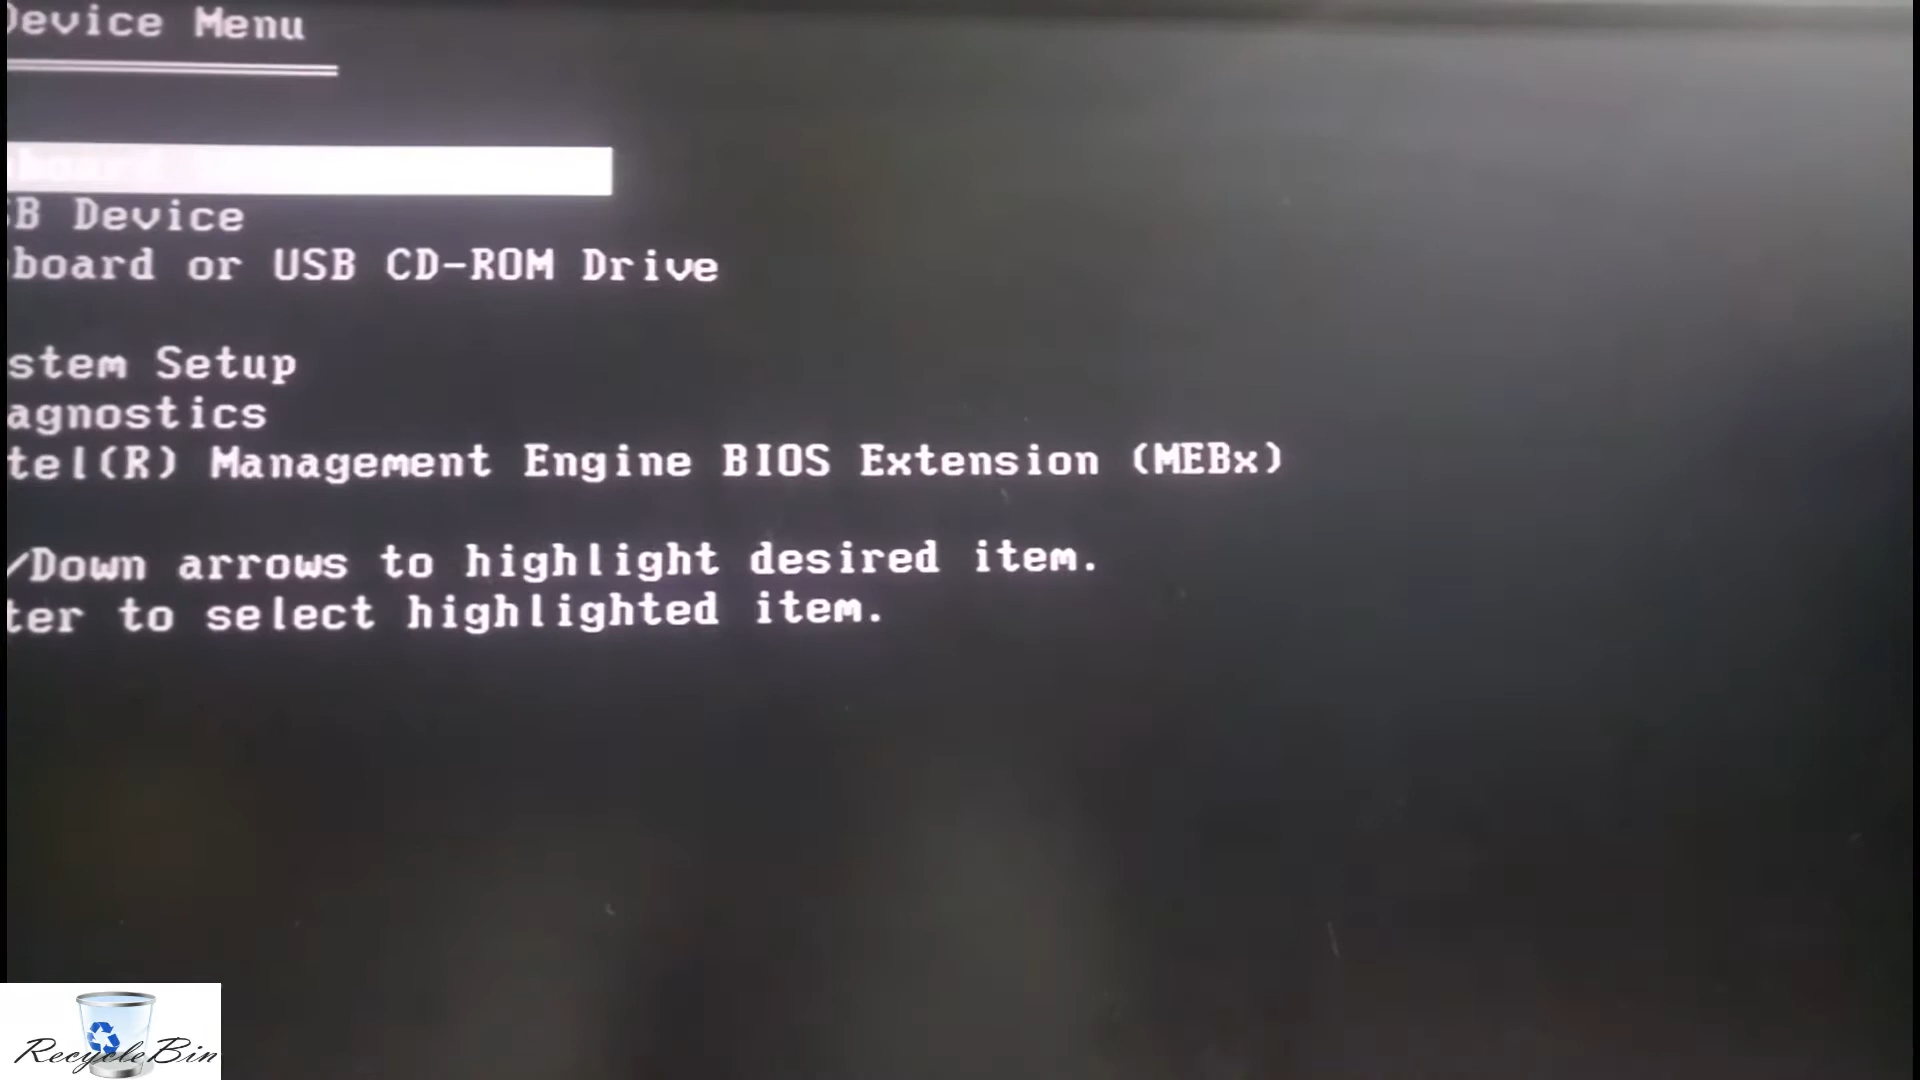 Device Menu
B Device
board or USB CD-ROM Drive
stem Setup
agnostics
tel(R) Management Engine BIOS Extension (MEBx)
/Down arrows to highlight desired item.
ter to select highlighted item.
RecycleBin